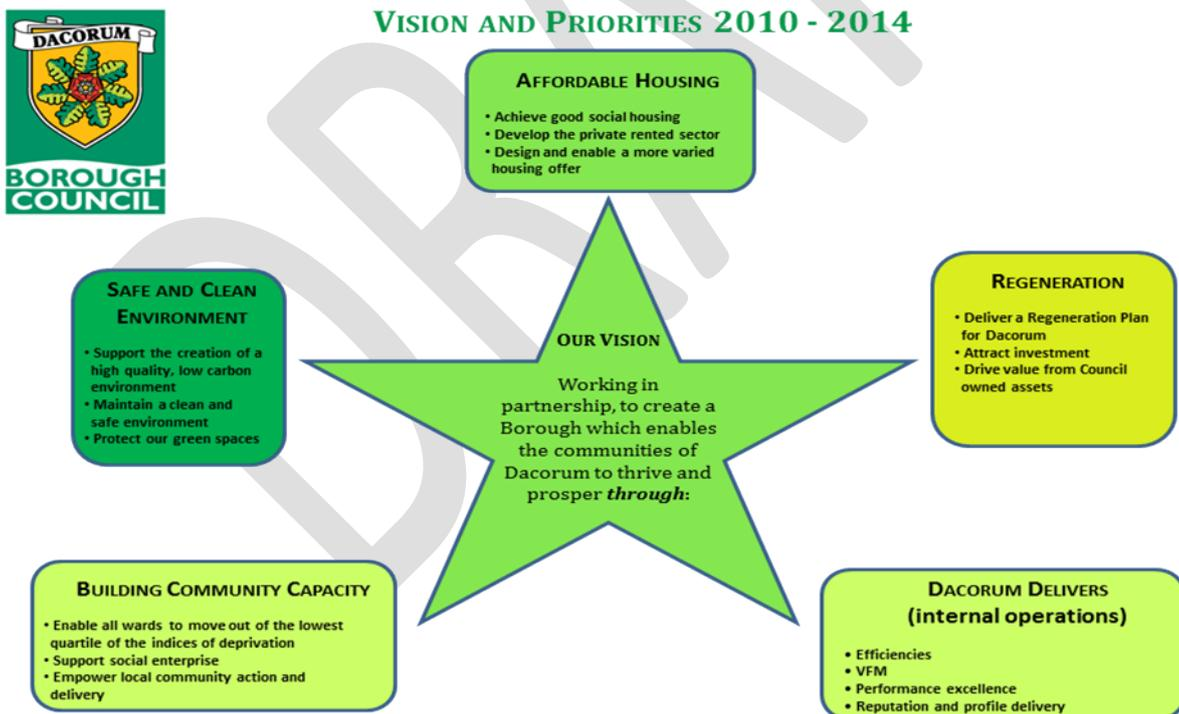 VISION AND PRIORITIES 2010 - 2014
DACORUM
BOROUGH
COUNCIL
AFFORDABLE HOUSING
• Achieve good social housing
• Develop the private rented sector
• Design and enable a more varied
housing offer
SAFE AND CLEAN
ENVIRONMENT
• Support the creation of a
high quality, low carbon
environment
• Maintain a clean and
safe environment
• Protect our green spaces
REGENERATION
• Deliver a Regeneration Plan
for Dacorum
• Attract investment
• Drive value from Council
owned assets
OUR VISION
Working in
partnership, to create a
Borough which enables
the communities of
Dacorum to thrive and
prosper through:
BUILDING COMMUNITY CAPACITY
• Enable all wards to move out of the lowest
quartile of the indices of deprivation
• Support social enterprise
• Empower local community action and
delivery
DACORUM DELIVERS
(internal operations)
• Efficiencies
• VFM
• Performance excellence
• Reputation and profile delivery